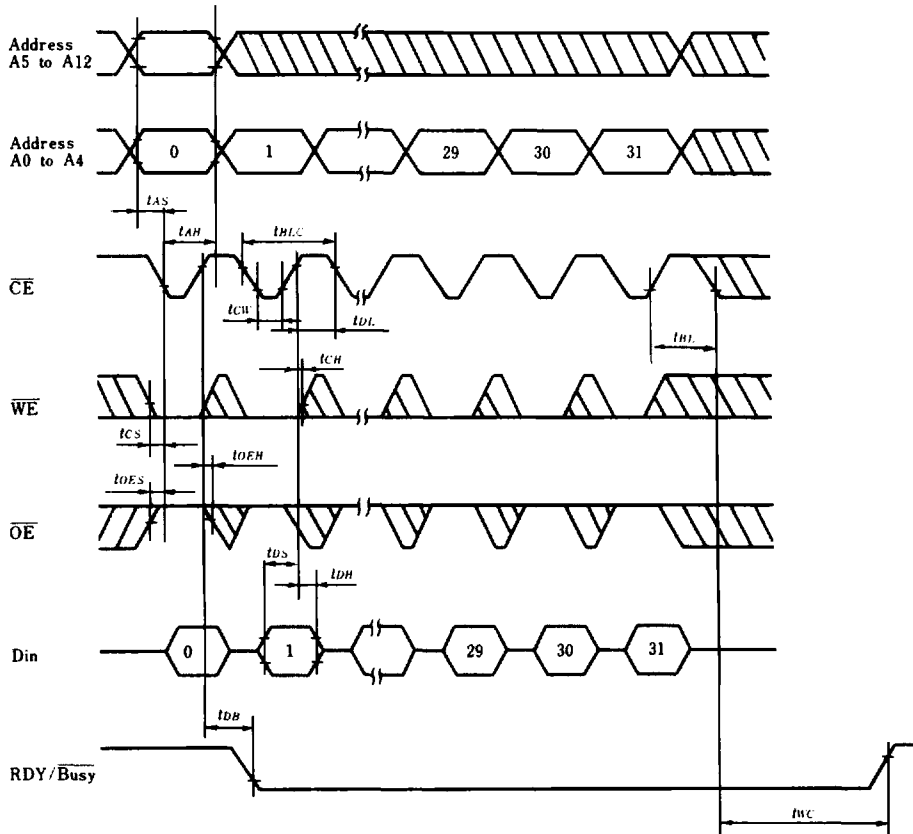 Address
A5 to A12
Address
A0 to A4
0 1 29 30 31
tAS
tAH tBLC
CE
tCW tDL
tBL
tCH
WE
tCS
tOEH
tOES
OE
tDS
tDH
Din
0 1 29 30 31
tDB
RDY/Busy
tWC